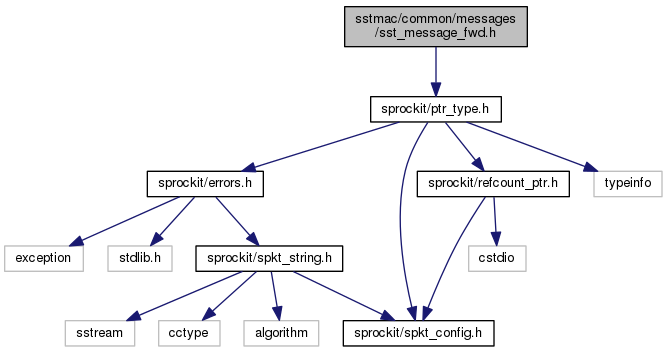 sstmac/common/messages
/sst_message_fwd.h
sprockit/ptr_type.h
sprockit/errors.h
sprockit/refcount_ptr.h
typeinfo
exception
stdlib.h
sprockit/spkt_string.h
cstdio
sstream
cctype
algorithm
sprockit/spkt_config.h